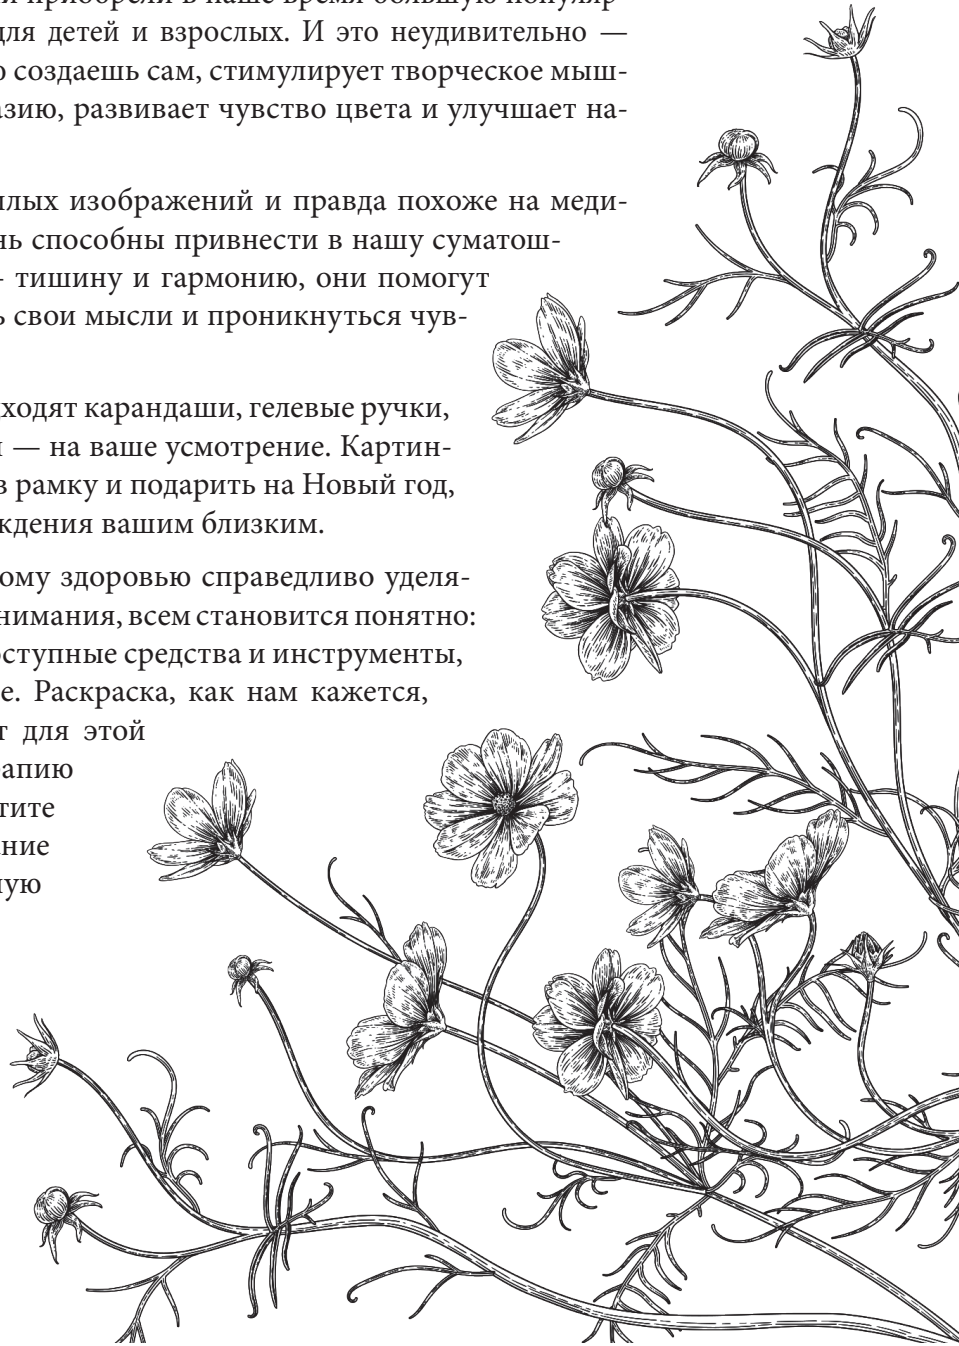 приобрели в наше время большую популяр-
для детей и взрослых. И это неудивительно —
создаешь сам, стимулирует творческое мыш-
азию, развивает чувство цвета и улучшает на-
илых изображений и правда похоже на меди-
нь способны привнести в нашу суматош-
- тишину и гармонию, они помогут
ь свои мысли и проникнуться чув-
дходят карандаши, гелевые ручки,
и — на ваше усмотрение. Картин-
в рамку и подарить на Новый год,
ждения вашим близким.
ому здоровью справедливо уделя-
нимания, всем становится понятно:
оступные средства и инструменты,
е. Раскраска, как нам кажется,
т для этой
рапию
тите
ание
ную